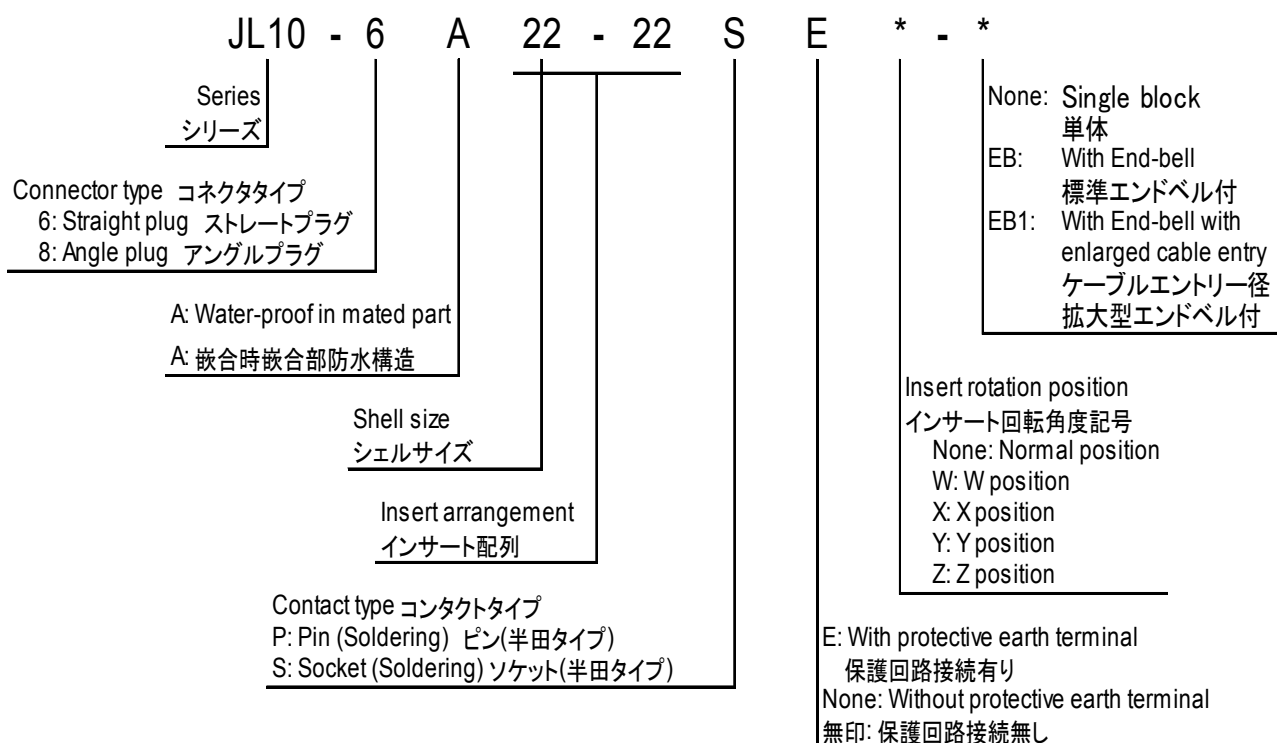 JL10 - 6 A 22 - 22 S E * - *
Series
シリーズ
Connector type コネクタタイプ
6: Straight plug ストレートプラグ
8: Angle plug アングルプラグ
A: Water-proof in mated part
A: 嵌合時嵌合部防水構造
Shell size
シェルサイズ
Insert arrangement
インサート配列
Contact type コンタクトタイプ
P: Pin (Soldering) ピン(半田タイプ)
S: Socket (Soldering) ソケット(半田タイプ)
None: Single block
単体
EB: With End-bell
標準エンドベル付
EB1: With End-bell with
enlarged cable entry
ケーブルエントリー径
拡大型エンドベル付
Insert rotation position
インサート回転角度記号
None: Normal position
W: W position
X: X position
Y: Y position
Z: Z position
E: With protective earth terminal
保護回路接続有り
None: Without protective earth terminal
無印: 保護回路接続無し